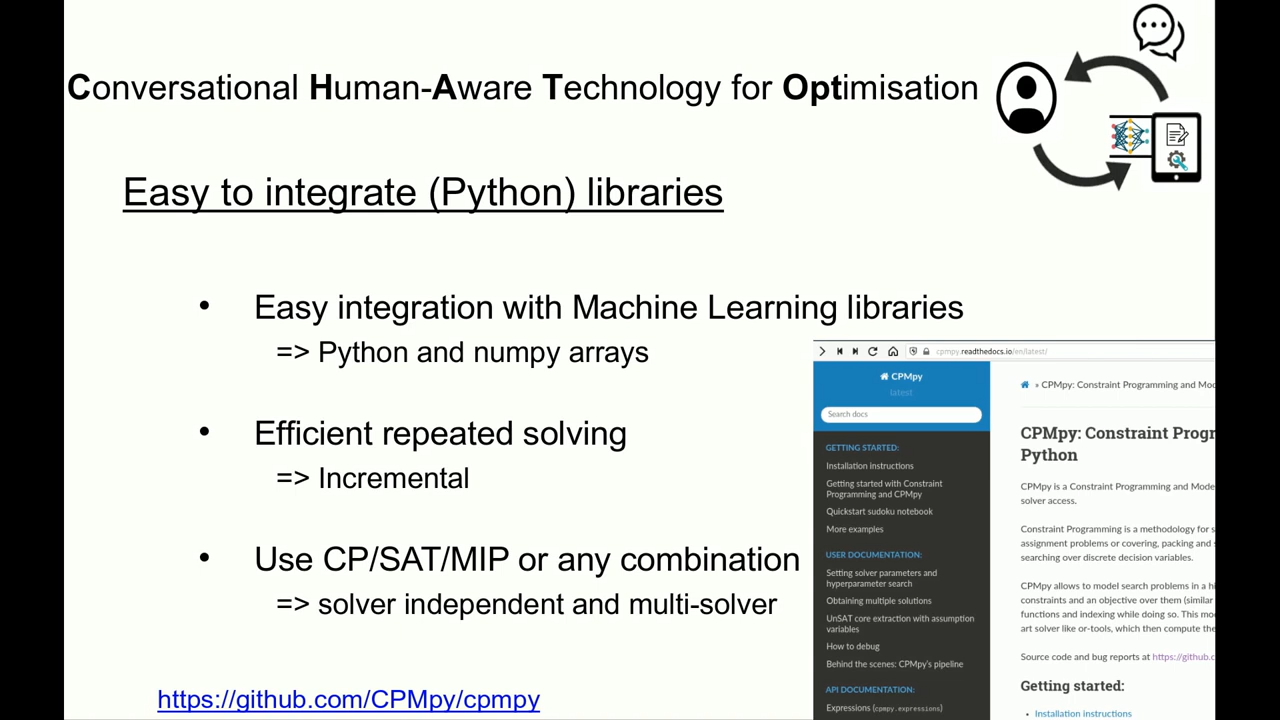 Conversational Human-Aware Technology for Optimisation
Easy to integrate (Python) libraries
• Easy integration with Machine Learning libraries
=> Python and numpy arrays
• Efficient repeated solving
=> Incremental
• Use CP/SAT/MIP or any combination
=> solver independent and multi-solver
https://github.com/CPMpy/cpmpy
cpmpy.readthedocs.io/en/latest/
CPMpy
latest
Search docs
GETTING STARTED:
Installation instructions
Getting started with Constraint
Programming and CPMpy
Quickstart sudoku notebook
More examples
USER DOCUMENTATION:
Setting solver parameters and
hyperparameter search
Obtaining multiple solutions
UnSAT core extraction with assumption
variables
How to debug
Behind the scenes: CPMpy's pipeline
API DOCUMENTATION:
Expressions (cpmpy.expressions)
» CPMpy: Constraint Programming and Mod
CPMpy: Constraint Progr
Python
CPMpy is a Constraint Programming and Mode
solver access.
Constraint Programming is a methodology for s
assignment problems or covering, packing and s
searching over discrete decision variables.
CPMpy allows to model search problems in a hi
constraints and an objective over them (similar
functions and indexing while doing so. This mo
art solver like or-tools, which then compute the
Source code and bug reports at https://github.c
Getting started:
• Installation instructions